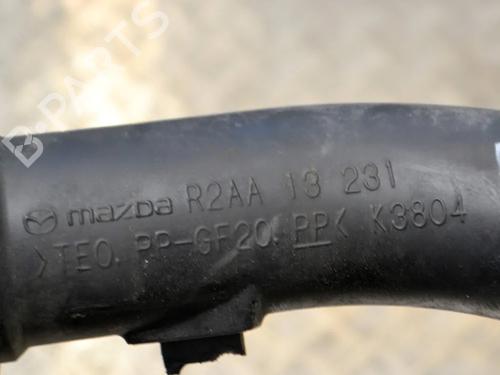 B-PARTS
mazda R2AA 13 231
>TEO. PP-GF20. PP< K3804